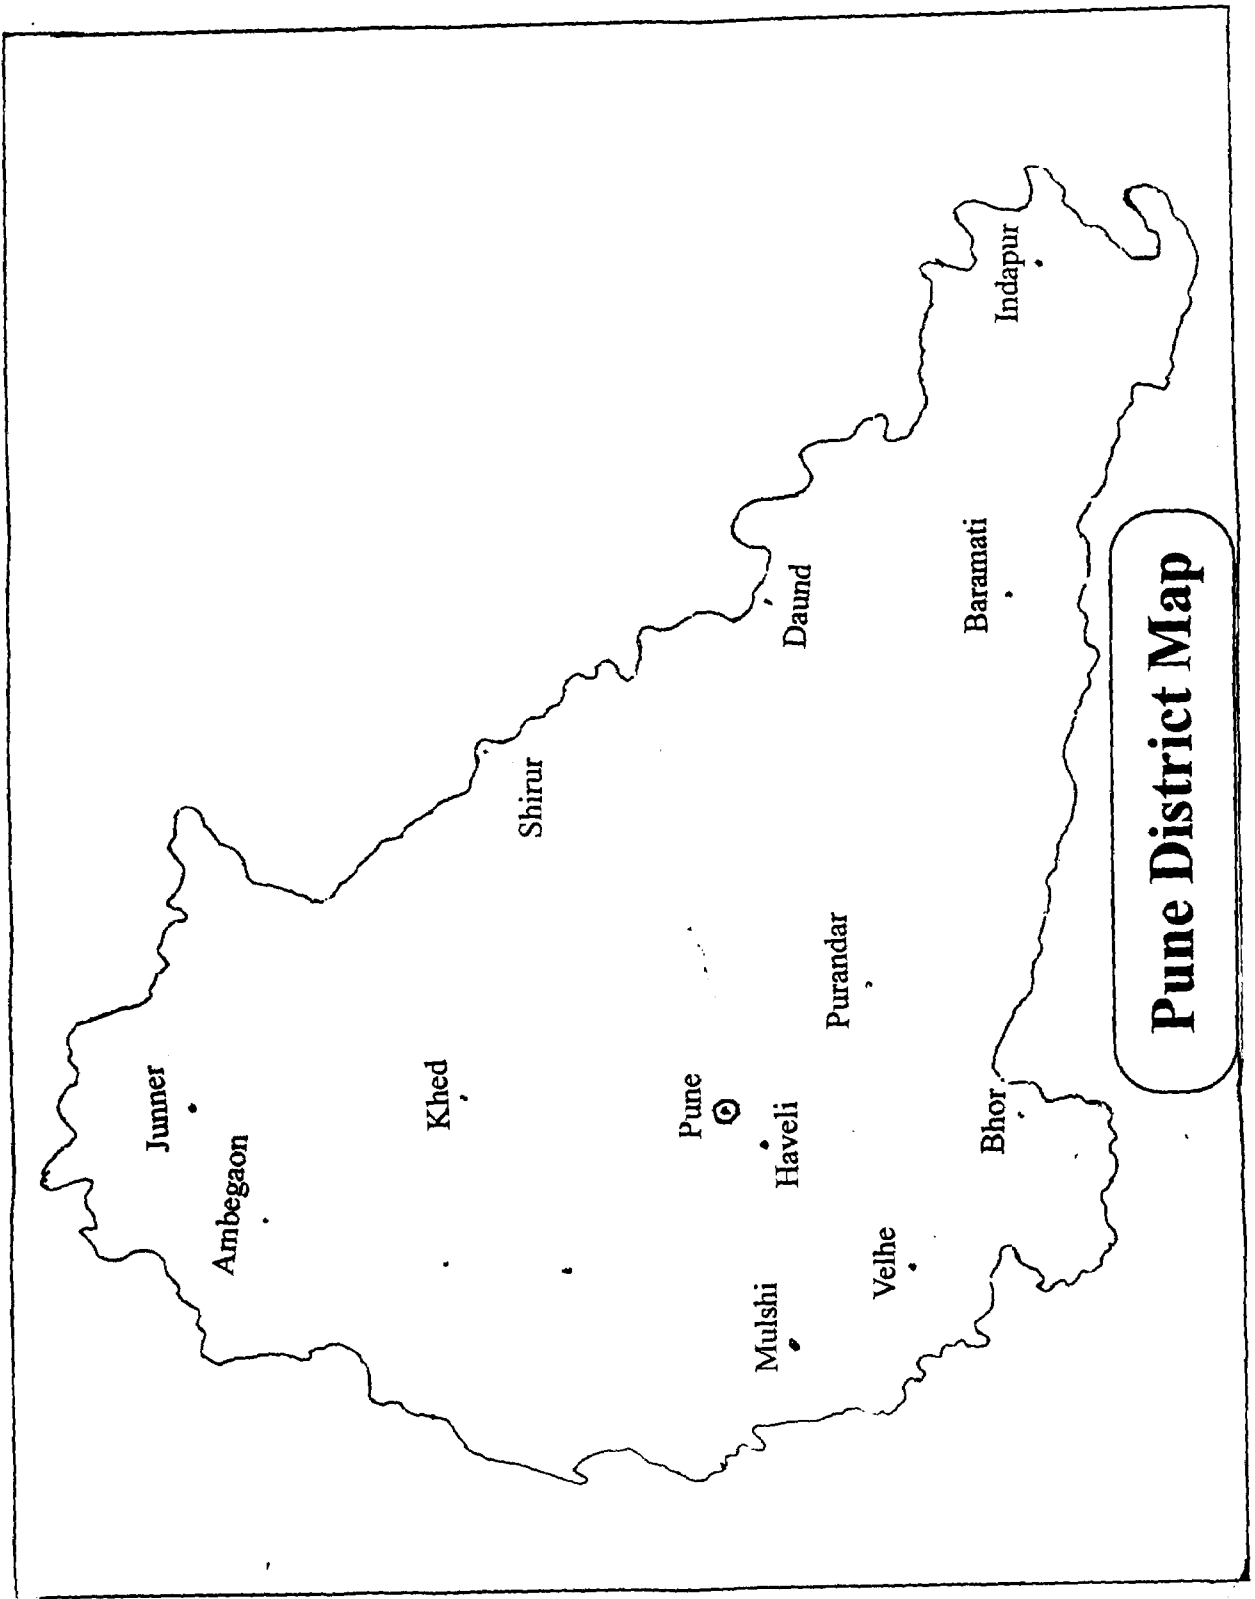 Junner
Ambegaon
Khed
Shirur
Pune
Haveli
Mulshi
Daund
Purandar
Velhe
Baramati
Indapur
Bhor
Pune District Map